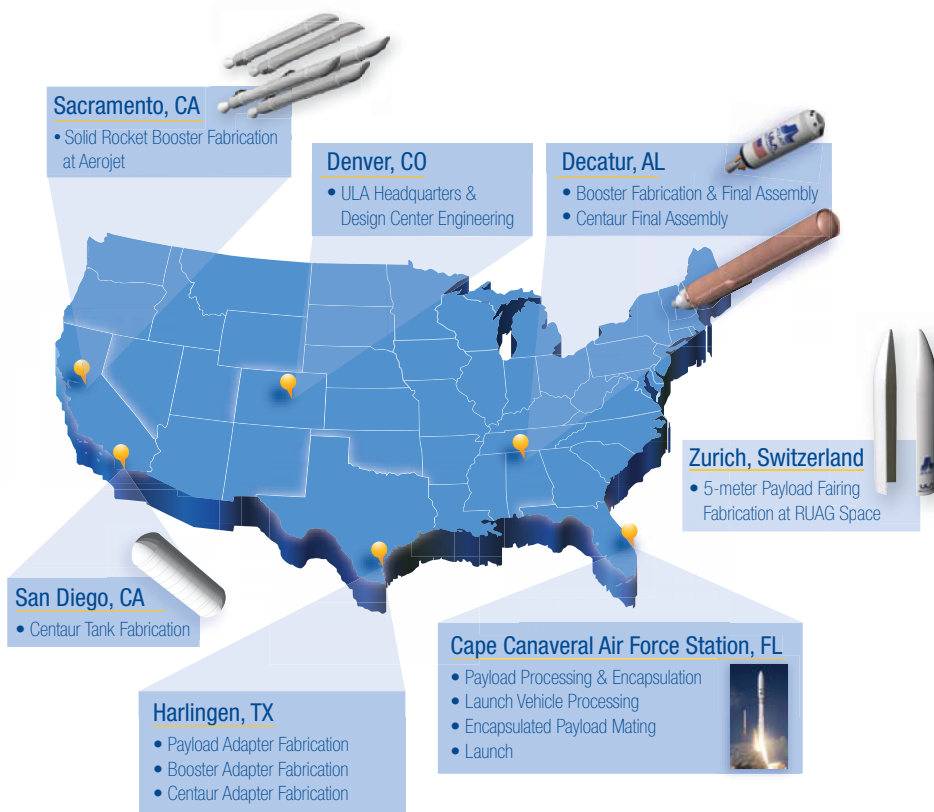 Sacramento, CA
• Solid Rocket Booster Fabrication
at Aerojet
Denver, CO
• ULA Headquarters &
Design Center Engineering
Decatur, AL
• Booster Fabrication & Final Assembly
• Centaur Final Assembly
Zurich, Switzerland
• 5-meter Payload Fairing
Fabrication at RUAG Space
San Diego, CA
• Centaur Tank Fabrication
Harlingen, TX
• Payload Adapter Fabrication
• Booster Adapter Fabrication
• Centaur Adapter Fabrication
Cape Canaveral Air Force Station, FL
• Payload Processing & Encapsulation
• Launch Vehicle Processing
• Encapsulated Payload Mating
• Launch